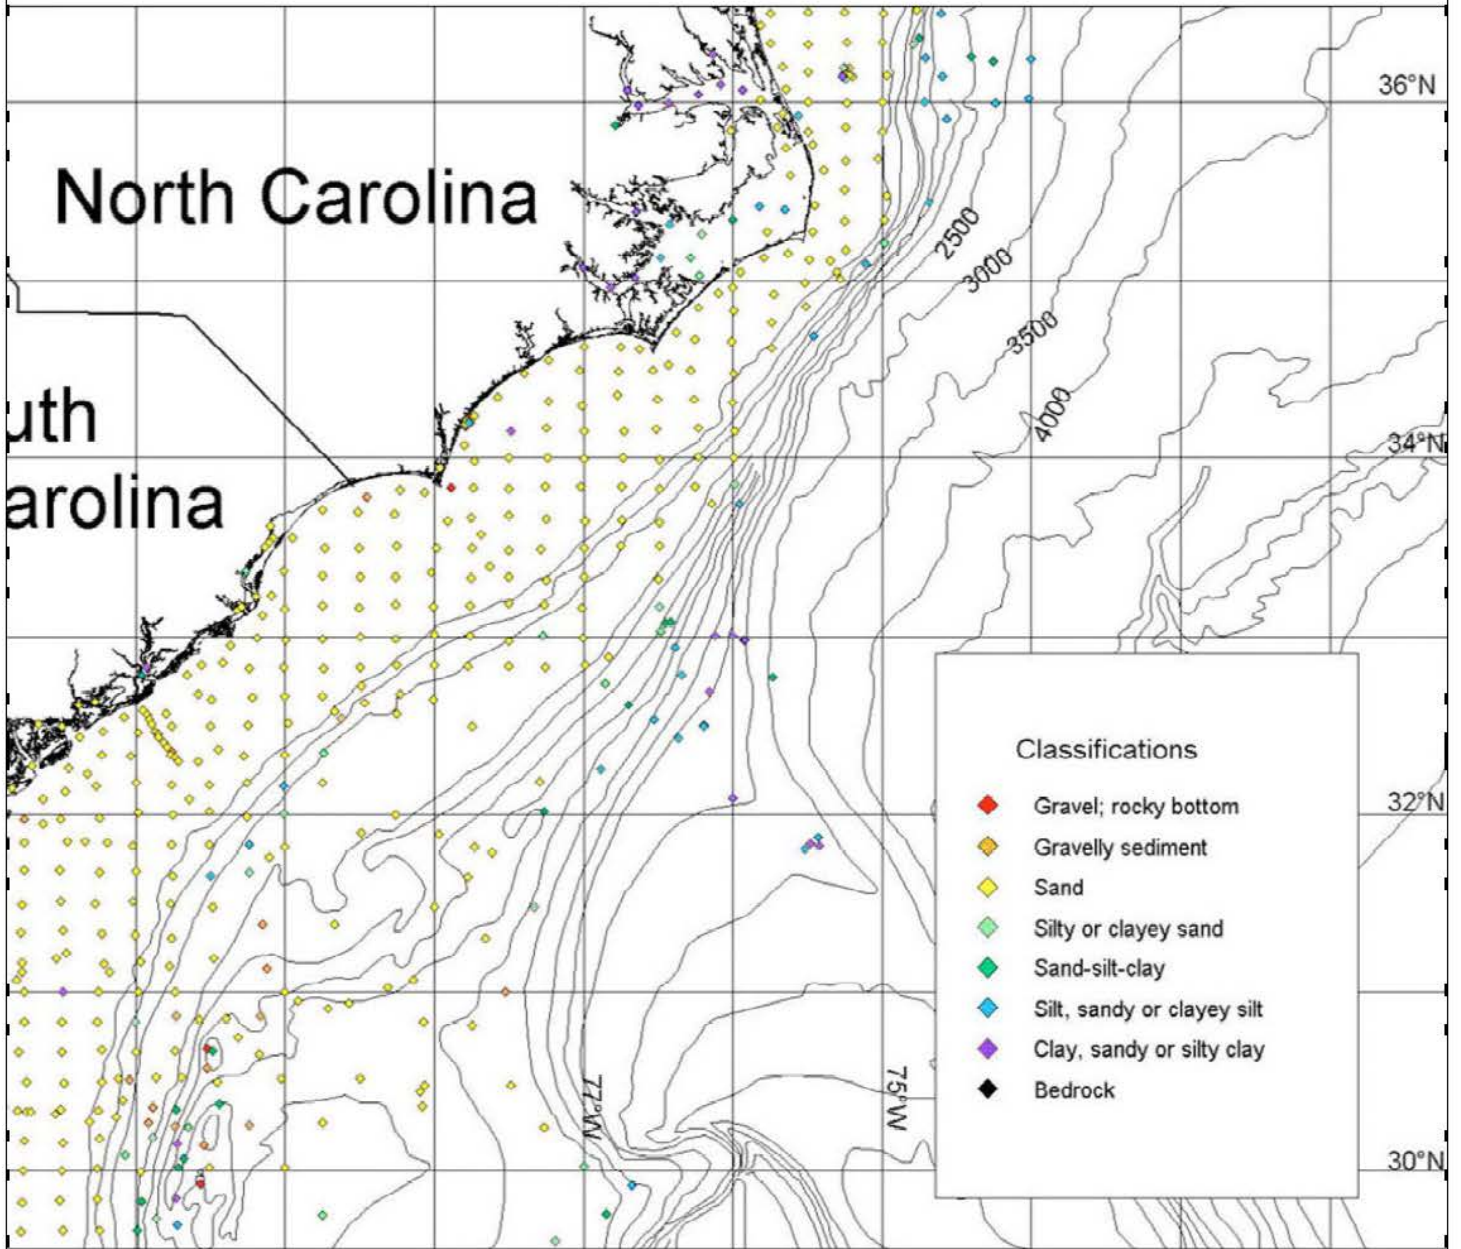 36°N
North Carolina
2500
3000
3500
uth
4000
34°N
arolina
Classifications
32°N
Gravel; rocky bottom
Gravelly sediment
Sand
Silty or clayey sand
Sand-silt-clay
Silt, sandy or clayey silt
Clay, sandy or silty clay
Bedrock
77°W
75°W
30°N